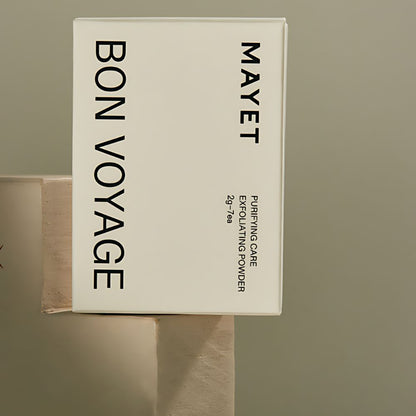 MAYET
PURIFYING CARE
EXFOLIATING POWDER
2g-7ea
BON VOYAGE